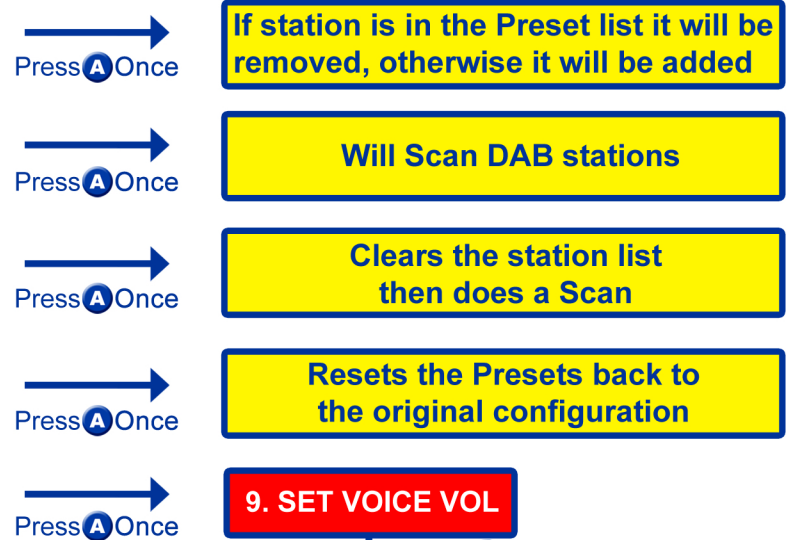 If station is in the Preset list it will be
removed, otherwise it will be added
Press A Once
Will Scan DAB stations
Press A Once
Clears the station list
then does a Scan
Press A Once
Resets the Presets back to
the original configuration
Press A Once
9. SET VOICE VOL
Press A Once